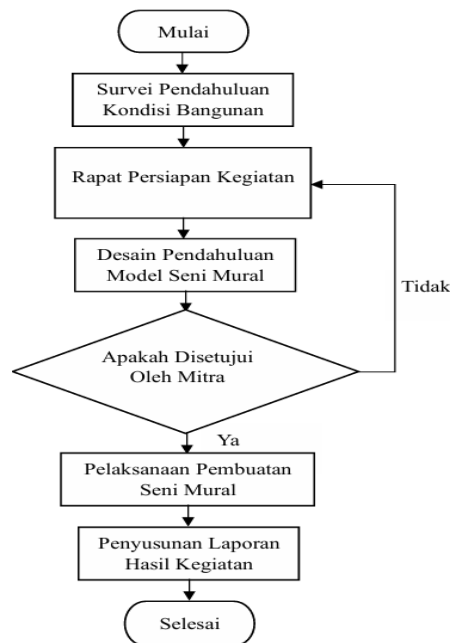 Mulai
Survei Pendahuluan
Kondisi Bangunan
Rapat Persiapan Kegiatan
Desain Pendahuluan
Model Seni Mural
Tidak
Apakah Disetujui
Oleh Mitra
Ya
Pelaksanaan Pembuatan
Seni Mural
Penyusunan Laporan
Hasil Kegiatan
Selesai